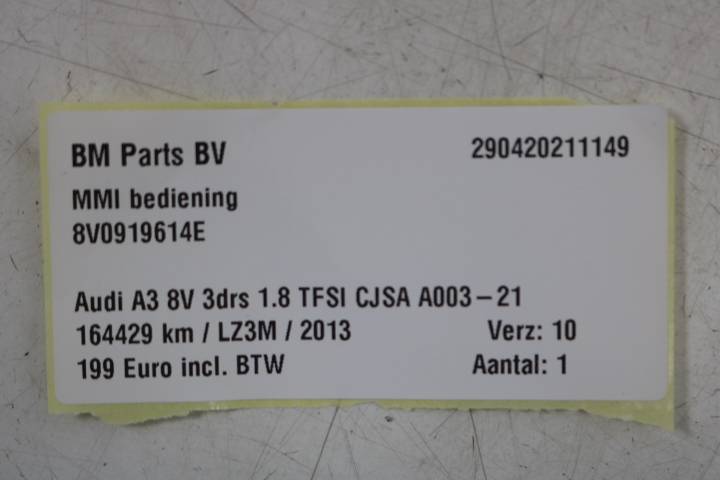 BM Parts BV 290420211149
MMI bediening
8V0919614E
Audi A3 8V 3drs 1.8 TFSI CJSA A003-21
164429 km / LZ3M / 2013 Verz: 10
199 Euro incl. BTW Aantal: 1